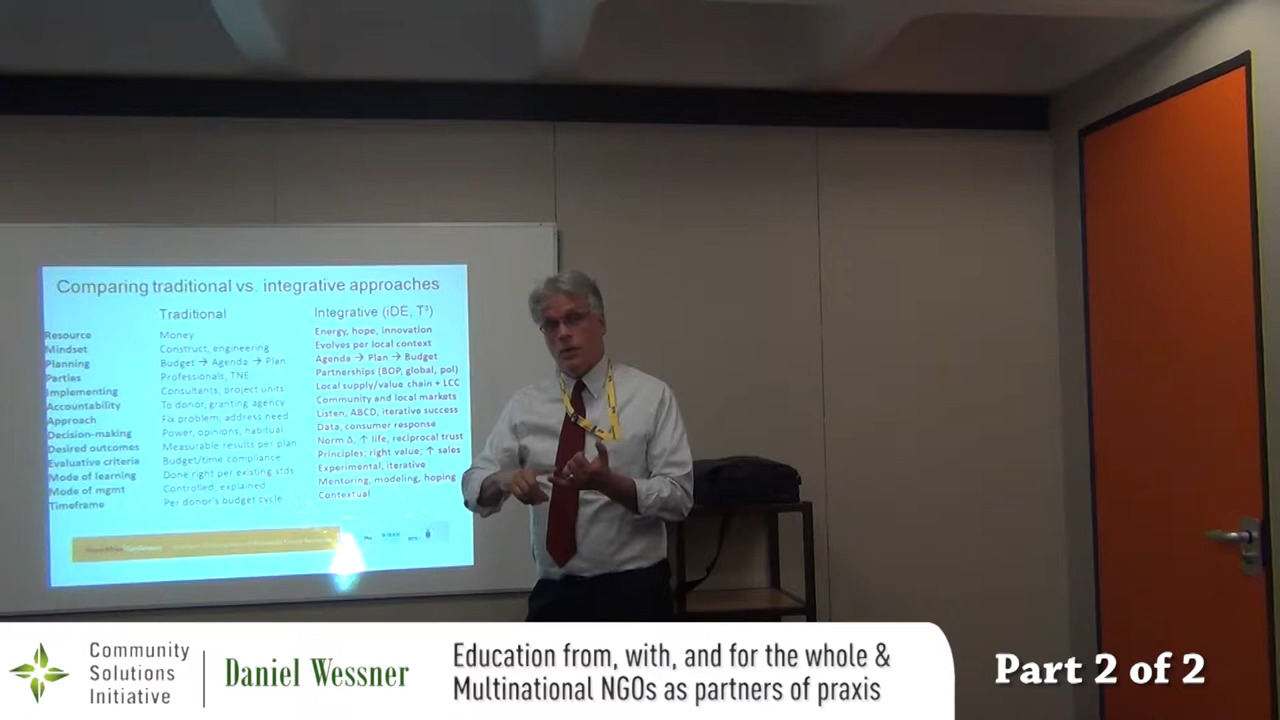 Comparing traditional vs. integrative approaches
Traditional Integrative (iDE, T³)
Resource Money Energy, hope, innovation
Mindset Construct, engineering Evolves per local context
Planning Budget → Agenda → Plan Agenda → Plan → Budget
Parties Professionals, TNE Partnerships (BOP, global, pol)
Implementing Consultants, project units Local supply/value chain + LCC
Accountability To donor, granting agency Community and local markets
Approach Fix problem, address need Listen, ABCD, iterative success
Decision-making Power, opinions, habitual Data, consumer response
Desired outcomes Measurable results per plan Norm Δ, ↑ life, reciprocal trust
Evaluative criteria Budget/time compliance Principles; right value; ↑ sales
Mode of learning Done right per existing stds Experimental, iterative
Mode of mgmt Controlled, explained Mentoring, modeling, hoping
Timeframe Per donor's budget cycle Contextual
Community
Solutions
Initiative
Daniel Wessner
Education from, with, and for the whole &
Multinational NGOs as partners of praxis
Part 2 of 2